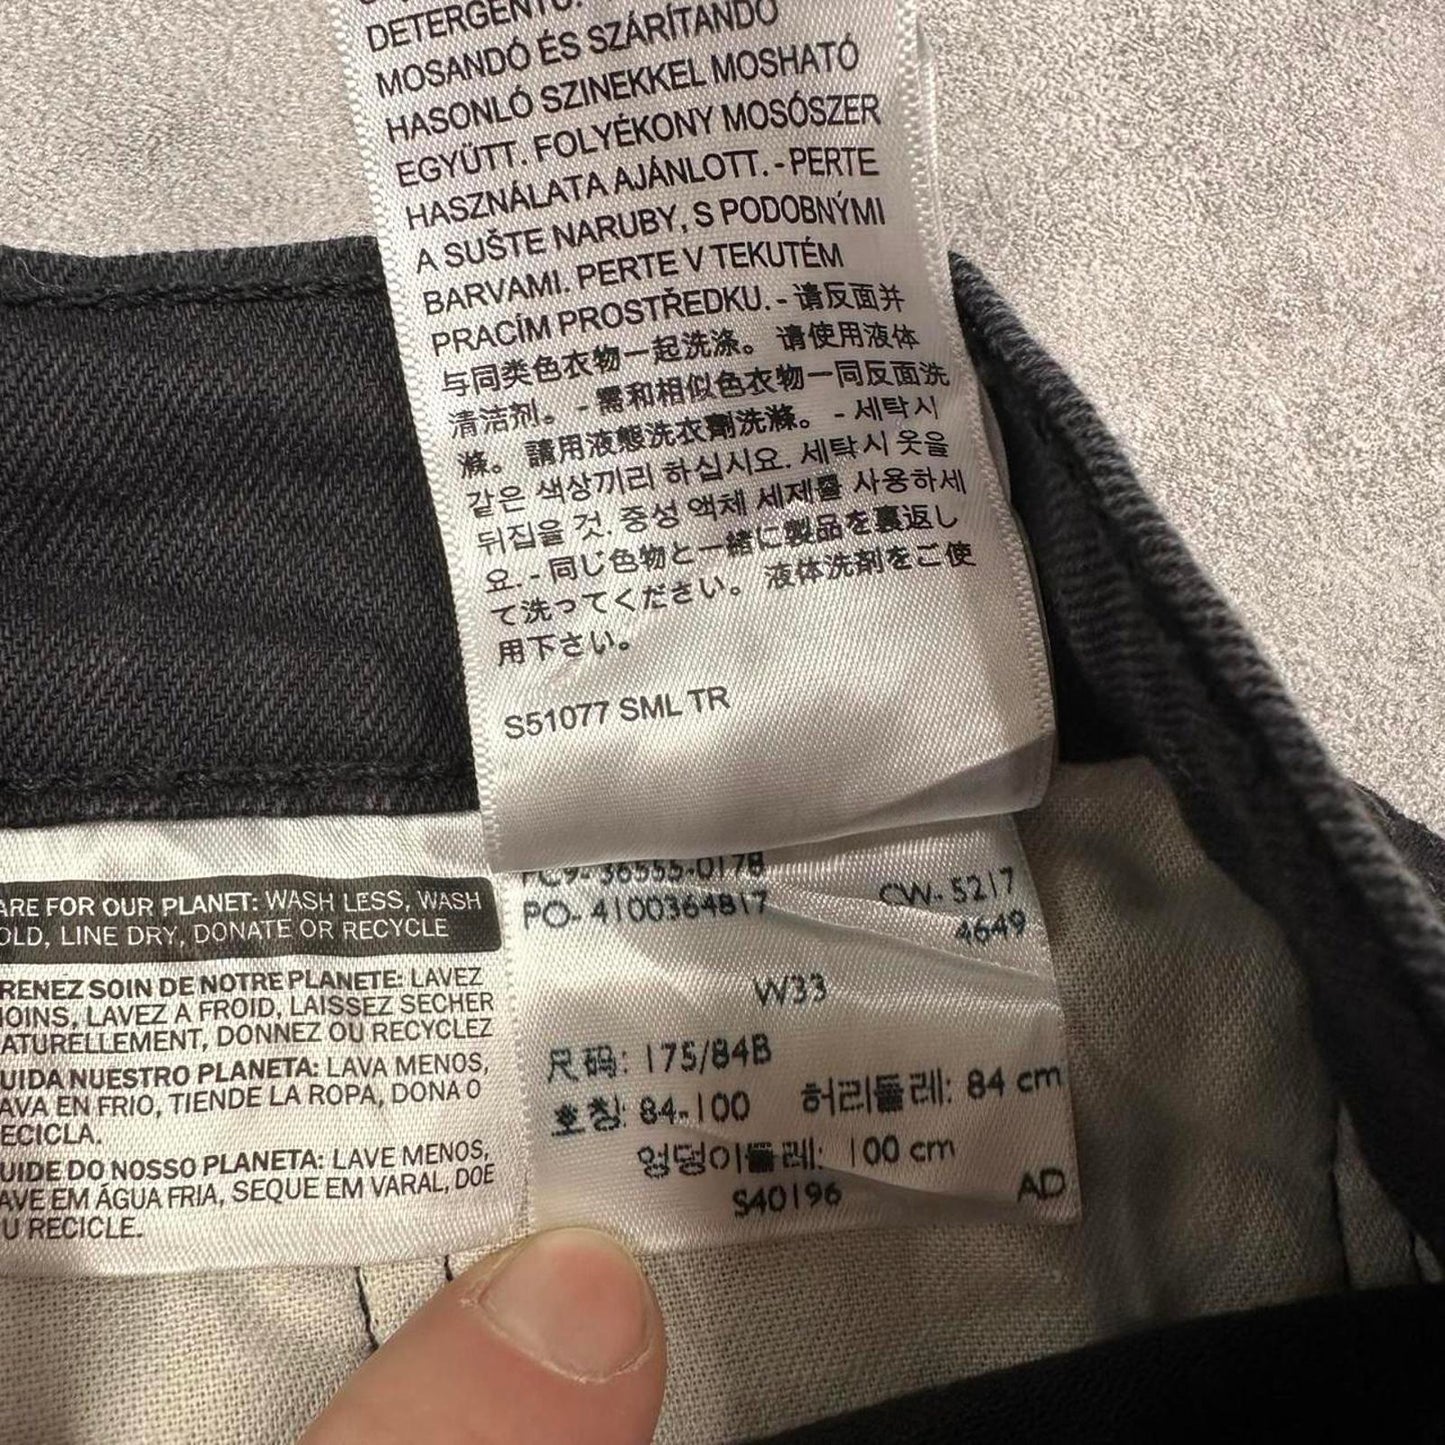 DETERGENTO.
MOSANDÓ ÉS SZÁRÍTANDÓ
HASONLÓ SZINEKKEL MOSHATÓ
EGYÜTT. FOLYÉKONY MOSÓSZER
HASZNÁLATA AJÁNLOTT. - PERTE
A SUŠTE NARUBY, S PODOBNÝMI
BARVAMI. PERTE V TEKUTÉM
PRACÍM PROSTŘEDKU. - 请反面并
与同类色衣物一起洗涤。 请使用液体
清洁剂。 - 需和相似色衣物一同反面洗
滌。 請用液態洗衣劑洗滌。 - 세탁시
같은 색상끼리 하십시요. 세탁시 옷을
뒤집을 것. 중성 액체 세제를 사용하세
요. - 同じ色物と一緒に製品を裏返し
て洗ってください。 液体洗剤をご使
用下さい。
S51077 SML TR
ARE FOR OUR PLANET: WASH LESS, WASH
OLD, LINE DRY, DONATE OR RECYCLE
RENEZ SOIN DE NOTRE PLANETE: LAVEZ
MOINS, LAVEZ A FROID, LAISSEZ SECHER
ATURELLEMENT, DONNEZ OU RECYCLEZ
UIDA NUESTRO PLANETA: LAVA MENOS,
AVA EN FRIO, TIENDE LA ROPA, DONA O
ECICLA.
UIDE DO NOSSO PLANETA: LAVE MENOS,
AVE EM ÁGUA FRIA, SEQUE EM VARAL, DOE
U RECICLE.
PC9- 36555-0178
PO- 4100364817
CW- 5217
4649
W33
尺码: 175/84B
호칭: 84-100 허리둘레: 84 cm
엉덩이둘레: 100 cm
S40196
AD